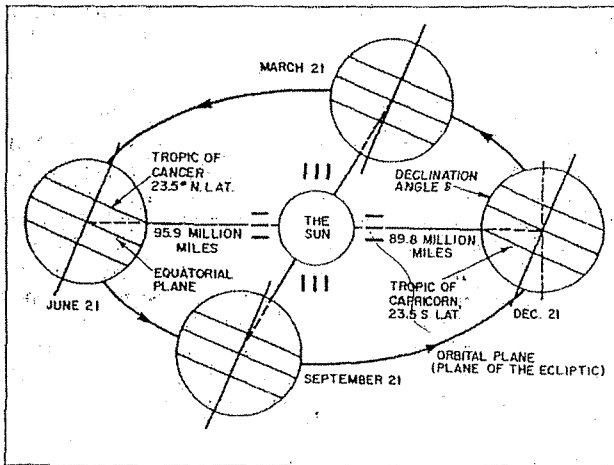 MARCH 21
TROPIC OF
CANCER
23.5° N. LAT.
DECLINATION
ANGLE δ
THE
SUN
95.9 MILLION
MILES
89.8 MILLION
MILES
EQUATORIAL
PLANE
TROPIC OF
CAPRICORN,
23.5 S LAT.
JUNE 21
DEC. 21
ORBITAL PLANE
(PLANE OF THE ECLIPTIC)
SEPTEMBER 21